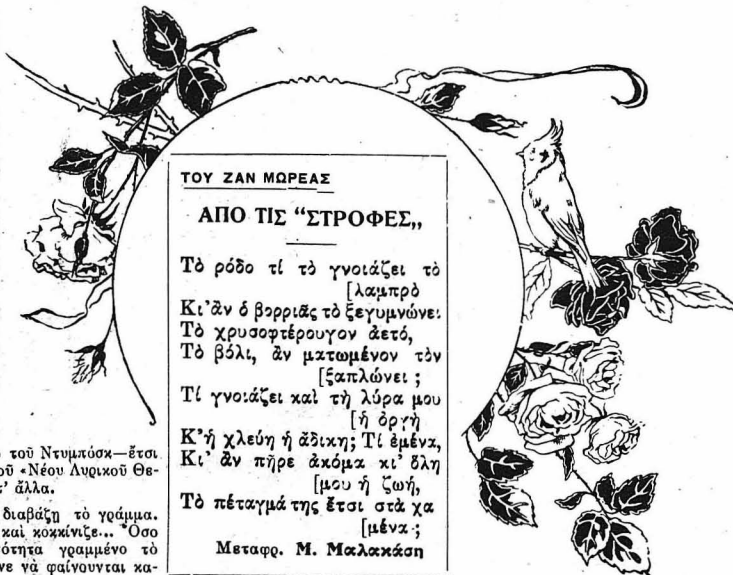 ΤΟΥ ΖΑΝ ΜΩΡΕΑΣ
ΑΠΟ ΤΙΣ “ΣΤΡΟΦΕΣ„
Τὸ ρόδο τί τὸ γνοιάζει τὸ
[λαμπρὸ
Κι' ἂν ὁ βορριᾶς τὸ ξεγυμνώνει·
Τὸ χρυσοφτέρουγον ἀετό,
Τὸ βόλι, ἂν ματωμένον τὸν
[ξαπλώνει ;
Τί γνοιάζει καὶ τὴ λύρα μου
[ἡ ὀργὴ
Κ' ἡ χλεύη ἡ ἄδικη; Τί ἐμένα,
Κι' ἂν πῆρε ἀκόμα κι' ὅλη
[μου ἡ ζωή,
Τὸ πέταγμά της ἔτσι στὰ χα
[μένα ;
Μεταφρ. Μ. Μαλακάση
τοῦ Ντυμπόσκ—ἔτσι
οῦ «Νέου Λυρικοῦ Θε-
' ἄλλα.
διαβάζῃ τὸ γράμμα.
καὶ κοκκίνιζε... Ὅσο
ότητα γραμμένο τὸ
νε νὰ φαίνουνται κα-